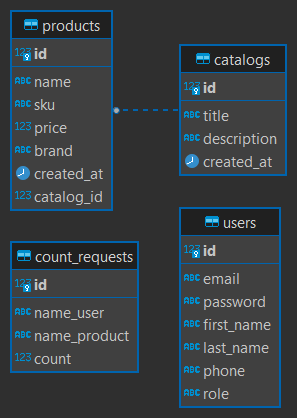 products
123 id
ABC name
ABC sku
123 price
ABC brand
created_at
123 catalog_id
catalogs
123 id
ABC title
ABC description
created_at
count_requests
123 id
ABC name_user
ABC name_product
123 count
users
ABC id
ABC email
ABC password
ABC first_name
ABC last_name
ABC phone
ABC role